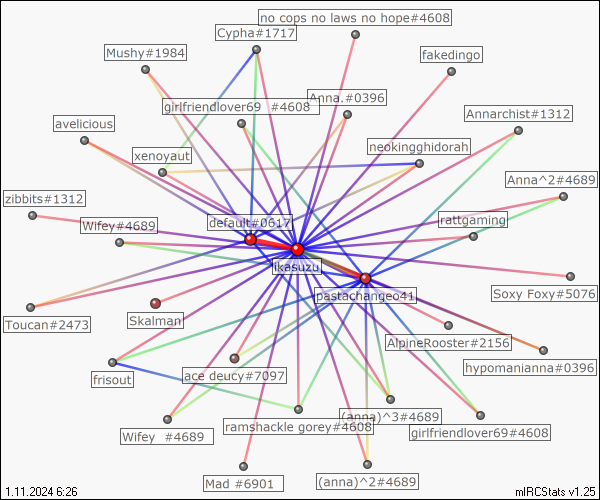 no cops no laws no hope#4608
Cypha#1717
Mushy#1984
fakedingo
girlfriendlover69 #4608
Anna.#0396
Annarchist#1312
avelicious
neokingghidorah
xenoyaut
Anna^2#4689
zibbits#1312
Wifey#4689
default#0617
rattgaming
ikasuzu
Soxy Foxy#5076
pastachangeo41
Toucan#2473
Skalman
AlpineRooster#2156
hypomanianna#0396
frisout
ace deucy#7097
(anna)^3#4689
ramshackle gorey#4608
girlfriendlover69#4608
Wifey #4689
Mad #6901
(anna)^2#4689
1.11.2024 6:26
mIRCStats v1.25